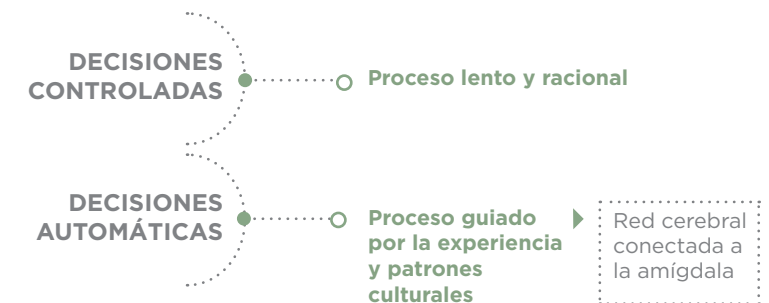 DECISIONES
CONTROLADAS
Proceso lento y racional
DECISIONES
AUTOMÁTICAS
Proceso guiado
por la experiencia
y patrones
culturales
Red cerebral
conectada a
la amígdala